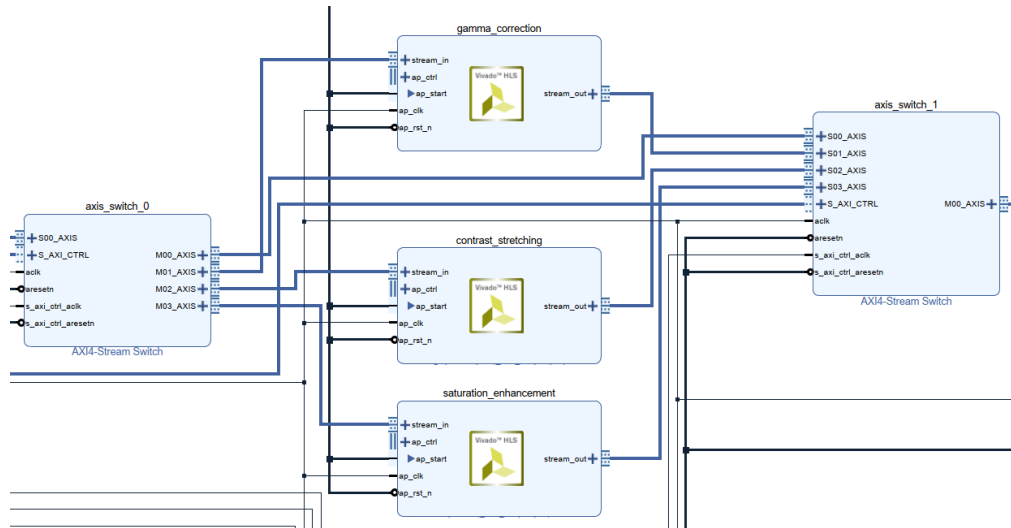 gamma_correction
stream_in
ap_ctrl
ap_start
ap_clk
ap_rst_n
Vivado™ HLS
stream_out
axis_switch_0
S00_AXIS
S_AXI_CTRL
aclk
aresetn
s_axi_ctrl_aclk
s_axi_ctrl_aresetn
M00_AXIS
M01_AXIS
M02_AXIS
M03_AXIS
AXI4-Stream Switch
contrast_stretching
stream_in
ap_ctrl
ap_start
ap_clk
ap_rst_n
Vivado™ HLS
stream_out
saturation_enhancement
stream_in
ap_ctrl
ap_start
ap_clk
ap_rst_n
Vivado™ HLS
stream_out
axis_switch_1
S00_AXIS
S01_AXIS
S02_AXIS
S03_AXIS
S_AXI_CTRL
aclk
aresetn
s_axi_ctrl_aclk
s_axi_ctrl_aresetn
M00_AXIS
AXI4-Stream Switch